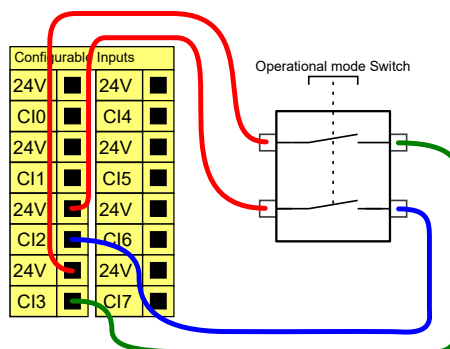 Configurable Inputs
24V 24V
CI0 CI4
24V 24V
CI1 CI5
24V 24V
CI2 CI6
24V 24V
CI3 CI7
Operational mode Switch